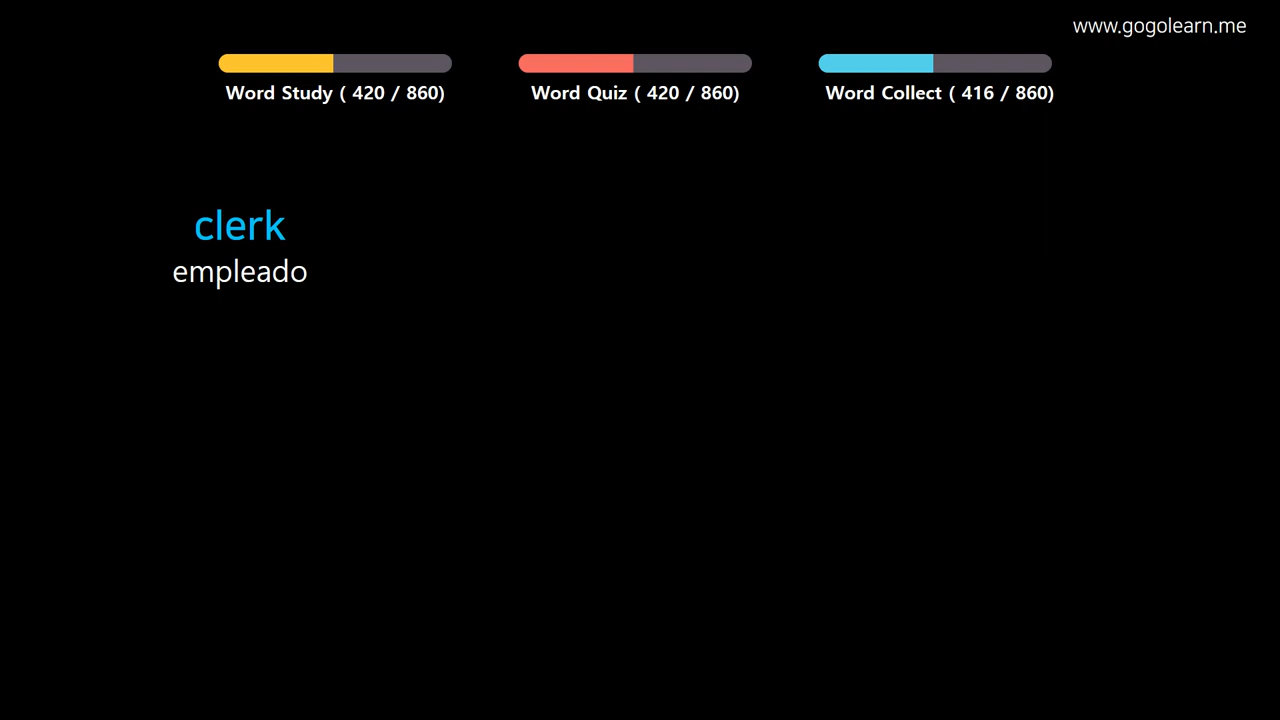 www.gogolearn.me
Word Study ( 420 / 860)
Word Quiz ( 420 / 860)
Word Collect ( 416 / 860)
clerk
empleado